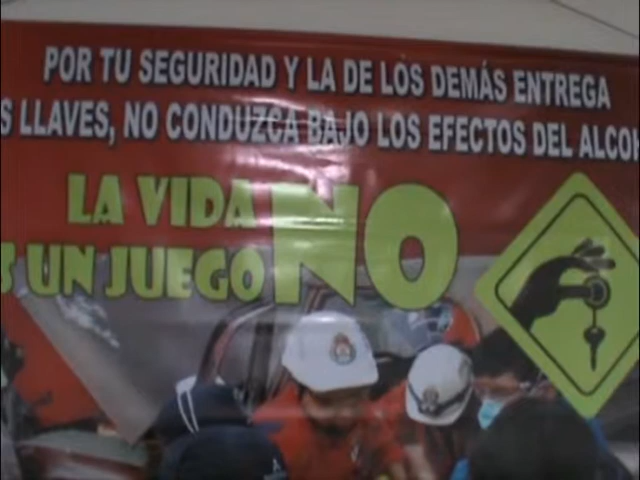 POR TU SEGURIDAD Y LA DE LOS DEMÁS ENTREGA
LLAVES, NO CONDUZCA BAJO LOS EFECTOS DEL
LA VIDA NO
UN JUEGO